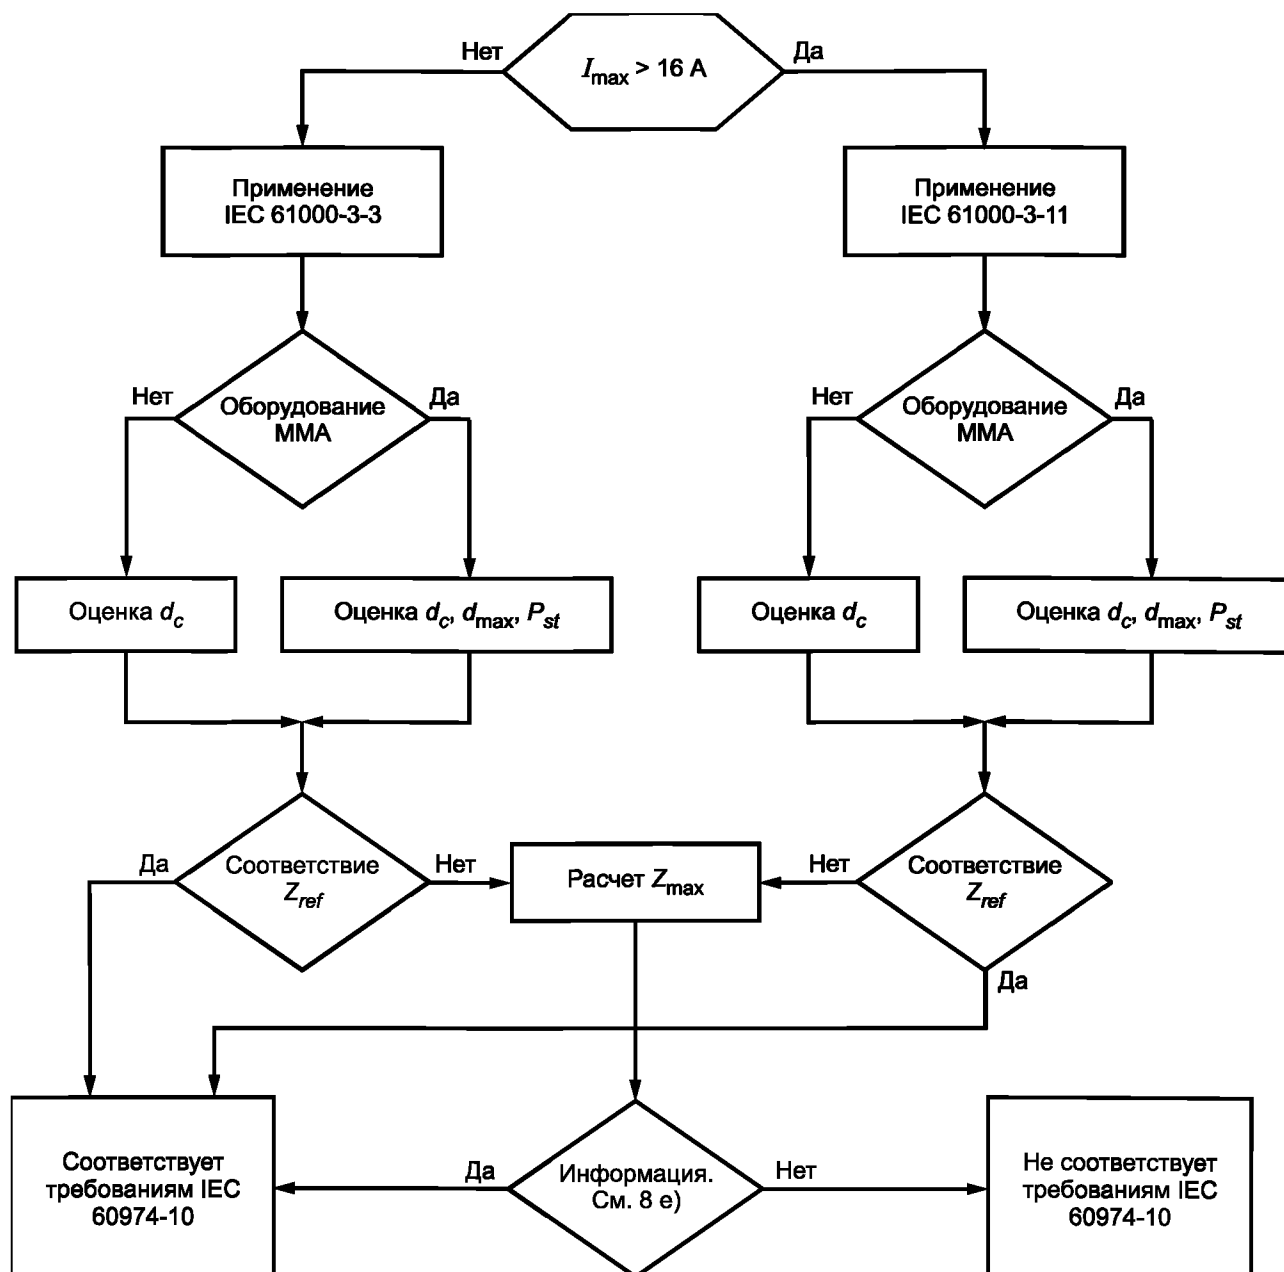 Нет
I_max > 16 А
Да
Применение
IEC 61000-3-3
Применение
IEC 61000-3-11
Нет
Оборудование
ММА
Да
Нет
Оборудование
ММА
Да
Оценка d_c
Оценка d_c, d_max, P_st
Оценка d_c
Оценка d_c, d_max, P_st
Да
Соответствие
Z_ref
Нет
Расчет Z_max
Нет
Соответствие
Z_ref
Да
Соответствует
требованиям IEC
60974-10
Да
Информация.
См. 8 е)
Нет
Не соответствует
требованиям IEC
60974-10